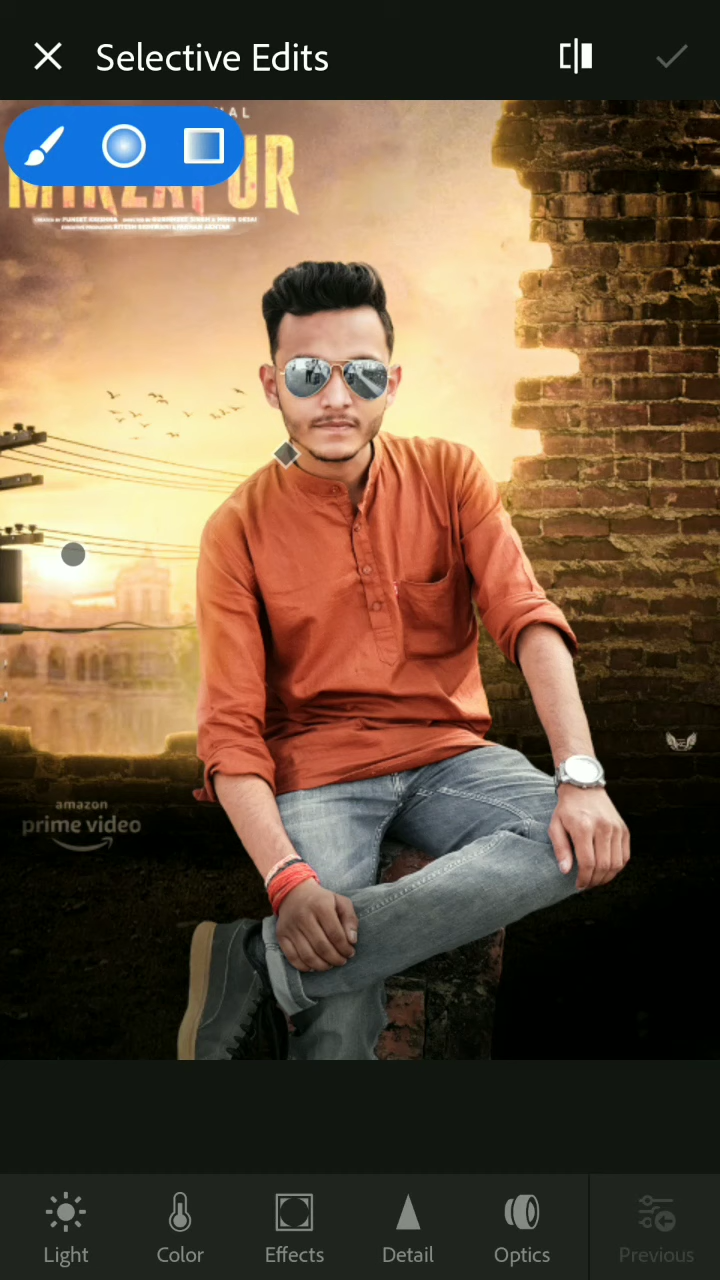 Selective Edits
MIRZAPUR
amazon
prime video
Light
Color
Effects
Detail
Optics
Previous